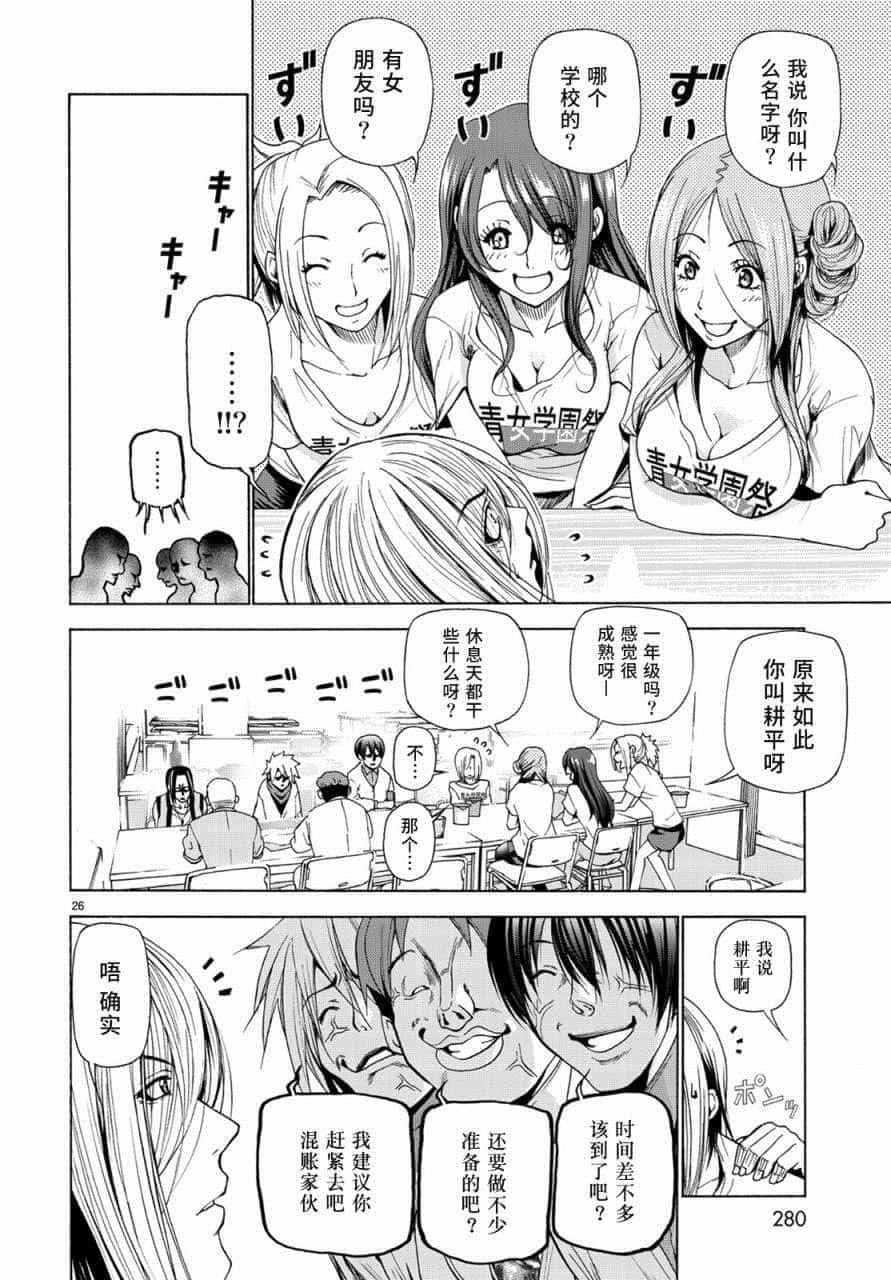 我说 你叫什
么名字呀？
哪个
学校的？
有女
朋友吗？
ずい
ずい
ずい
青女学園祭
青女学園祭
青女学園祭
キャー
キャー
……
!!?
……
原来如此
你叫耕平呀
一年级吗？
感觉很
成熟呀—
休息天都干
些什么呀？
不…
那个…
26
我说
耕平啊
ポンッ
时间差不多
该到了吧？
还要做不少
准备的吧？
我建议你
赶紧去吧
混账家伙
唔 确实
280